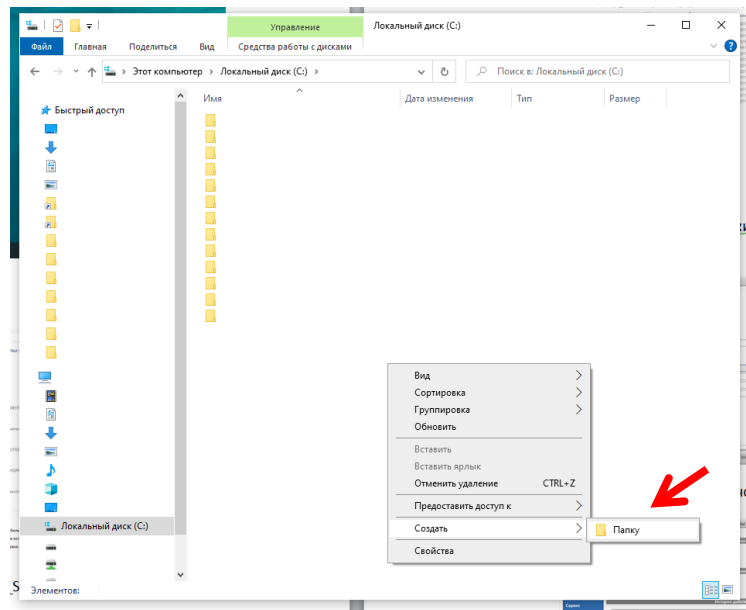 Управление
Локальный диск (C:)
Файл
Главная
Поделиться
Вид
Средства работы с дисками
Этот компьютер
Локальный диск (C:)
Поиск в: Локальный диск (C:)
Имя
Дата изменения
Тип
Размер
Быстрый доступ
Локальный диск (C:)
Вид
Сортировка
Группировка
Обновить
Вставить
Вставить ярлык
Отменить удаление CTRL+Z
Предоставить доступ к
Создать
Папку
Свойства
Элементов: